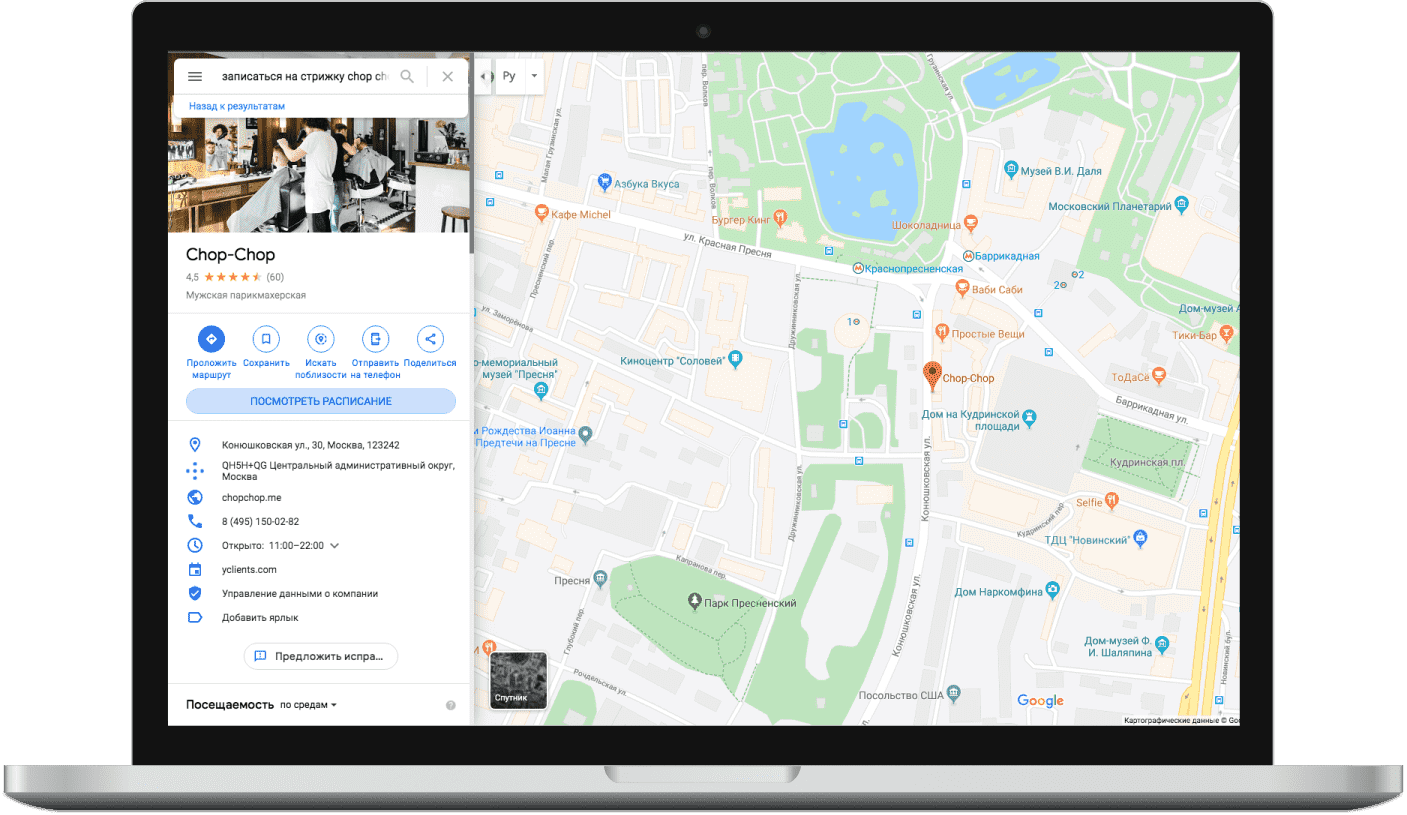 записаться на стрижку chop ch
Назад к результатам
Chop-Chop
4,5 (60)
Мужская парикмахерская
Проложить маршрут
Сохранить
Искать поблизости
Отправить на телефон
Поделиться
ПОСМОТРЕТЬ РАСПИСАНИЕ
Конюшковская ул., 30, Москва, 123242
QH5H+QG Центральный административный округ,
Москва
chopchop.me
8 (495) 150-02-82
Открыто: 11:00–22:00
yclients.com
Управление данными о компании
Добавить ярлык
Предложить испра...
Посещаемость по средам
Ру
пер. Волков
Грузинская ул.
Малая Грузинская ул.
пер. Волков
Азбука Вкуса
Кафе Michel
Бургер Кинг
Музей В.И. Даля
Московский Планетарий
Шоколадница
ул. Красная Пресня
Баррикадная
Краснопресненская
Ваби Саби
2
2
Пресненский пер.
Дружинниковская ул.
ул. Заморёнова
1
Простые Вещи
Дом-музей А
Тики-Бар
о-мемориальный
музей "Пресня"
Киноцентр "Соловей"
Chop-Chop
ТоДаСе
Баррикадная ул.
Дом на Кудринской
площади
м Рождества Иоанна
Предтечи на Пресне
Кудринская пл.
Конюшковская ул.
Дружинниковская ул.
Selfie
Кудринский пер.
ТДЦ "Новинский"
Капранова пер.
Пресня
Парк Пресненский
Дом Наркомфина
Глубокий пер.
Конюшковская ул.
Дом-музей Ф.
И. Шаляпина
Новинский бул.
Рочдельская ул.
Спутник
Посольство США
Google
Картографические данные © Goo